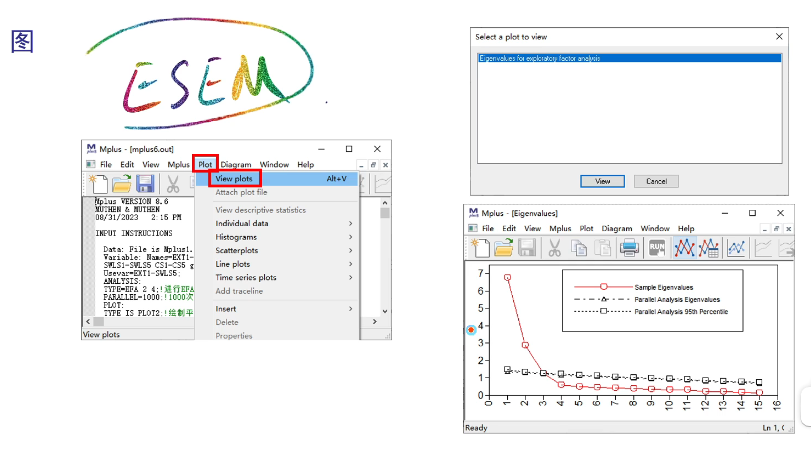 图
ESEM
Mplus - [mplus6.out]
File Edit View Mplus Plot Diagram Window Help
View plots Alt+V
Attach plot file
View descriptive statistics
Individual data
Histograms
Scatterplots
Line plots
Time series plots
Add traceline
Insert
Delete
Properties
Mplus VERSION 8.6
MUTHEN & MUTHEN
08/31/2023 2:15 PM
INPUT INSTRUCTIONS
Data: File is Mplus1.
Variable: Names=EXT1-
SWLS1-SWLS5 CS1-CS5 g
Usevar=EXT1-SWLS5;
ANALYSIS:
TYPE=EFA 2 4;!进行EFA
PARALLEL=1000;!1000次
PLOT:
TYPE IS PLOT2;!绘制平
View plots
Select a plot to view
Eigenvalues for exploratory factor analysis
View Cancel
Mplus - [Eigenvalues]
File Edit View Mplus Plot Diagram Window Help
RUN
Sample Eigenvalues
Parallel Analysis Eigenvalues
Parallel Analysis 95th Percentile
7
6
5
4
3
2
1
0
0 1 2 3 4 5 6 7 8 9 10 11 12 13 14 15 16
Ready Ln 1, C